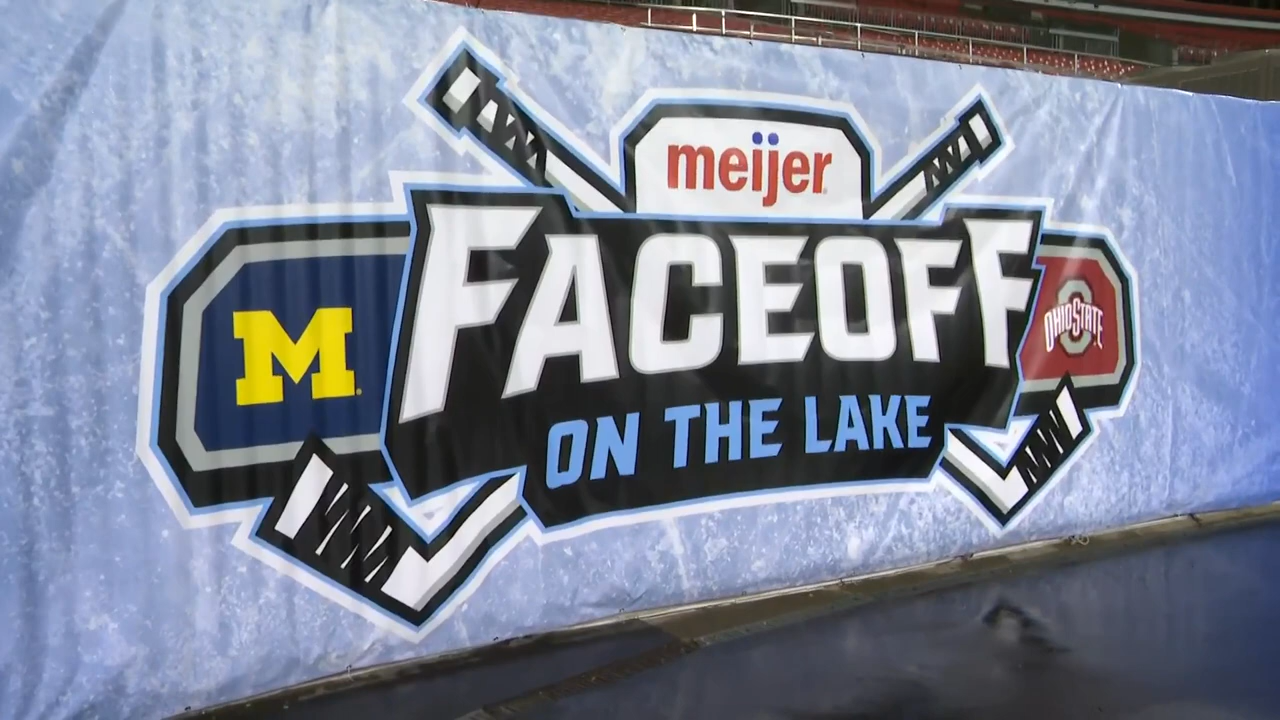 meijer
FACEOFF
ON THE LAKE
M
OHIO STATE